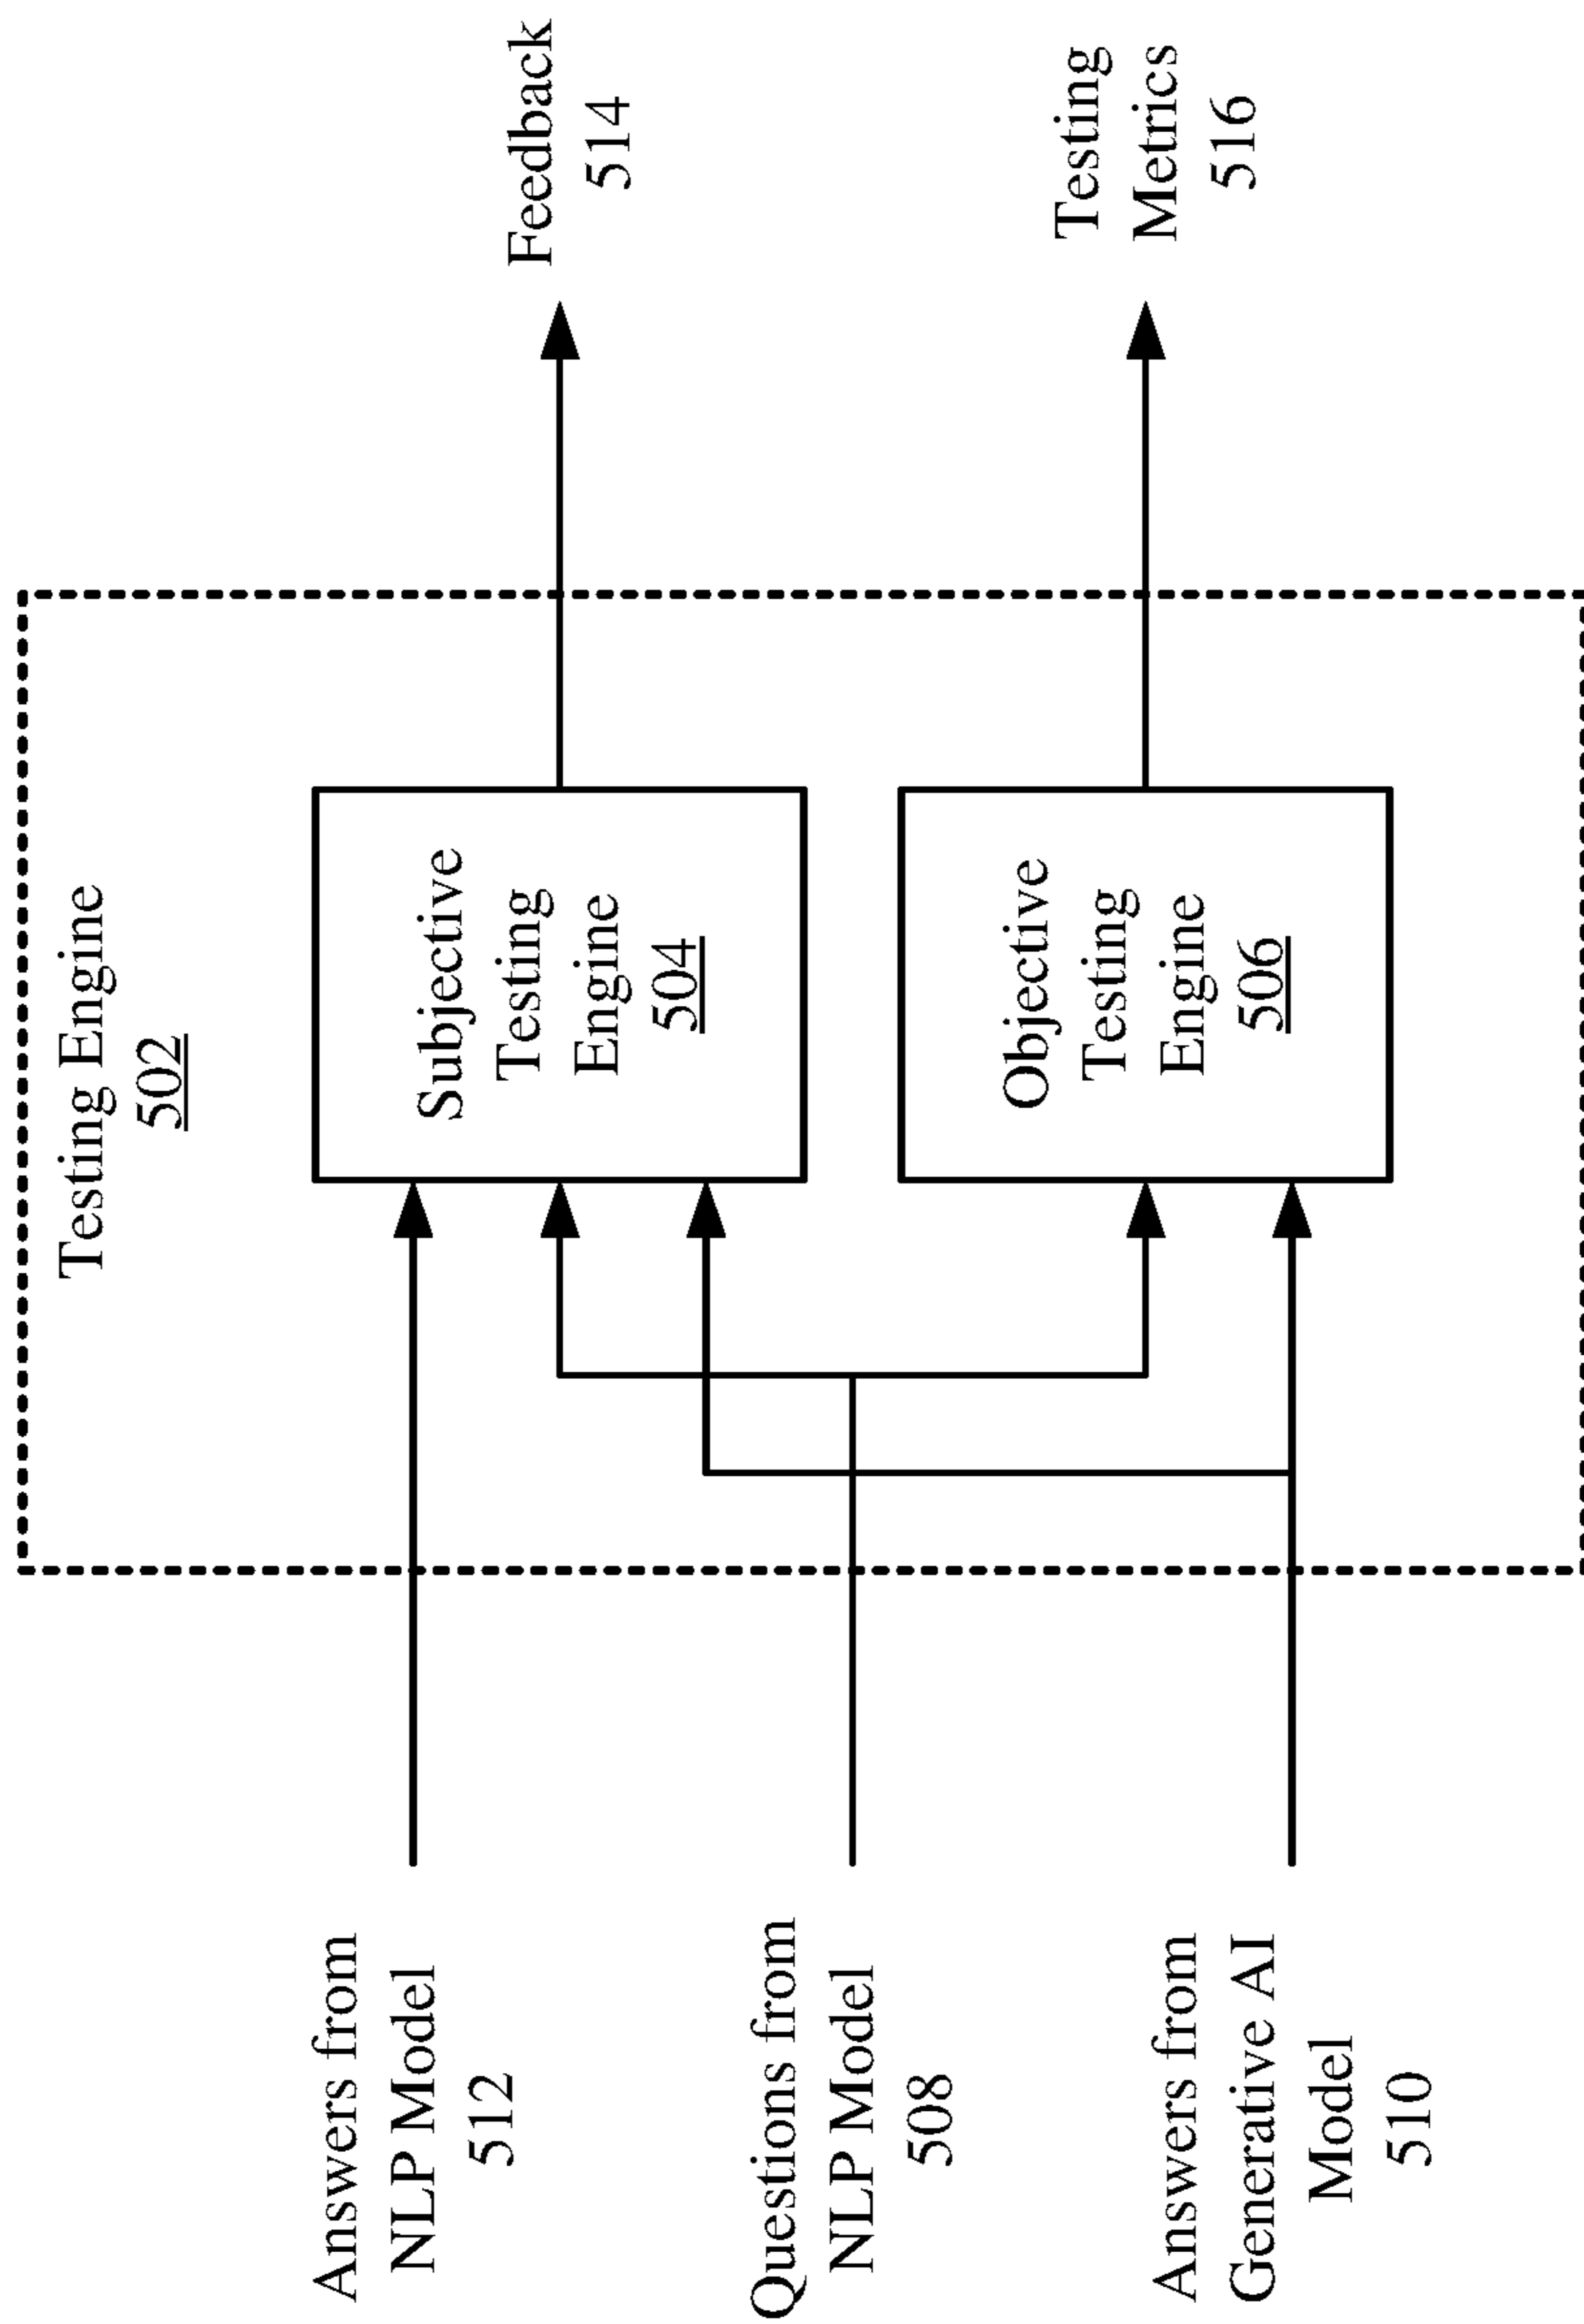 Testing Engine
502
Answers from
NLP Model
512
Questions from
NLP Model
508
Answers from
Generative AI
Model
510
Subjective
Testing
Engine
504
Objective
Testing
Engine
506
Feedback
514
Testing
Metrics
516